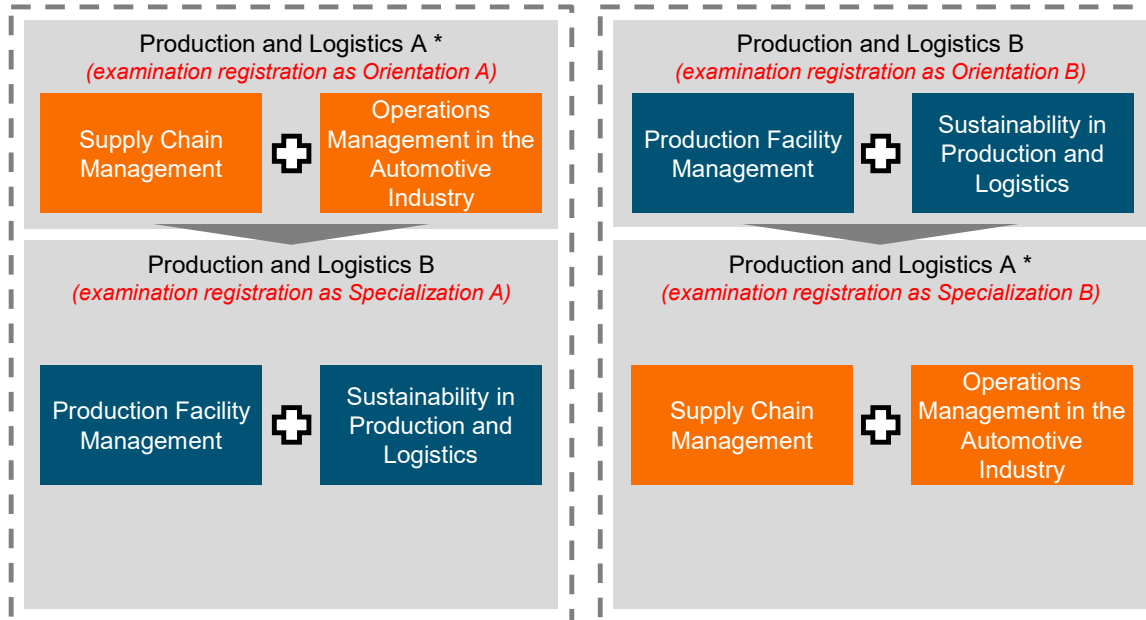 Production and Logistics A *
(examination registration as Orientation A)
Supply Chain
Management
Operations
Management in the
Automotive
Industry
Production and Logistics B
(examination registration as Specialization A)
Production Facility
Management
Sustainability in
Production and
Logistics
Production and Logistics B
(examination registration as Orientation B)
Production Facility
Management
Sustainability in
Production and
Logistics
Production and Logistics A *
(examination registration as Specialization B)
Supply Chain
Management
Operations
Management in the
Automotive
Industry